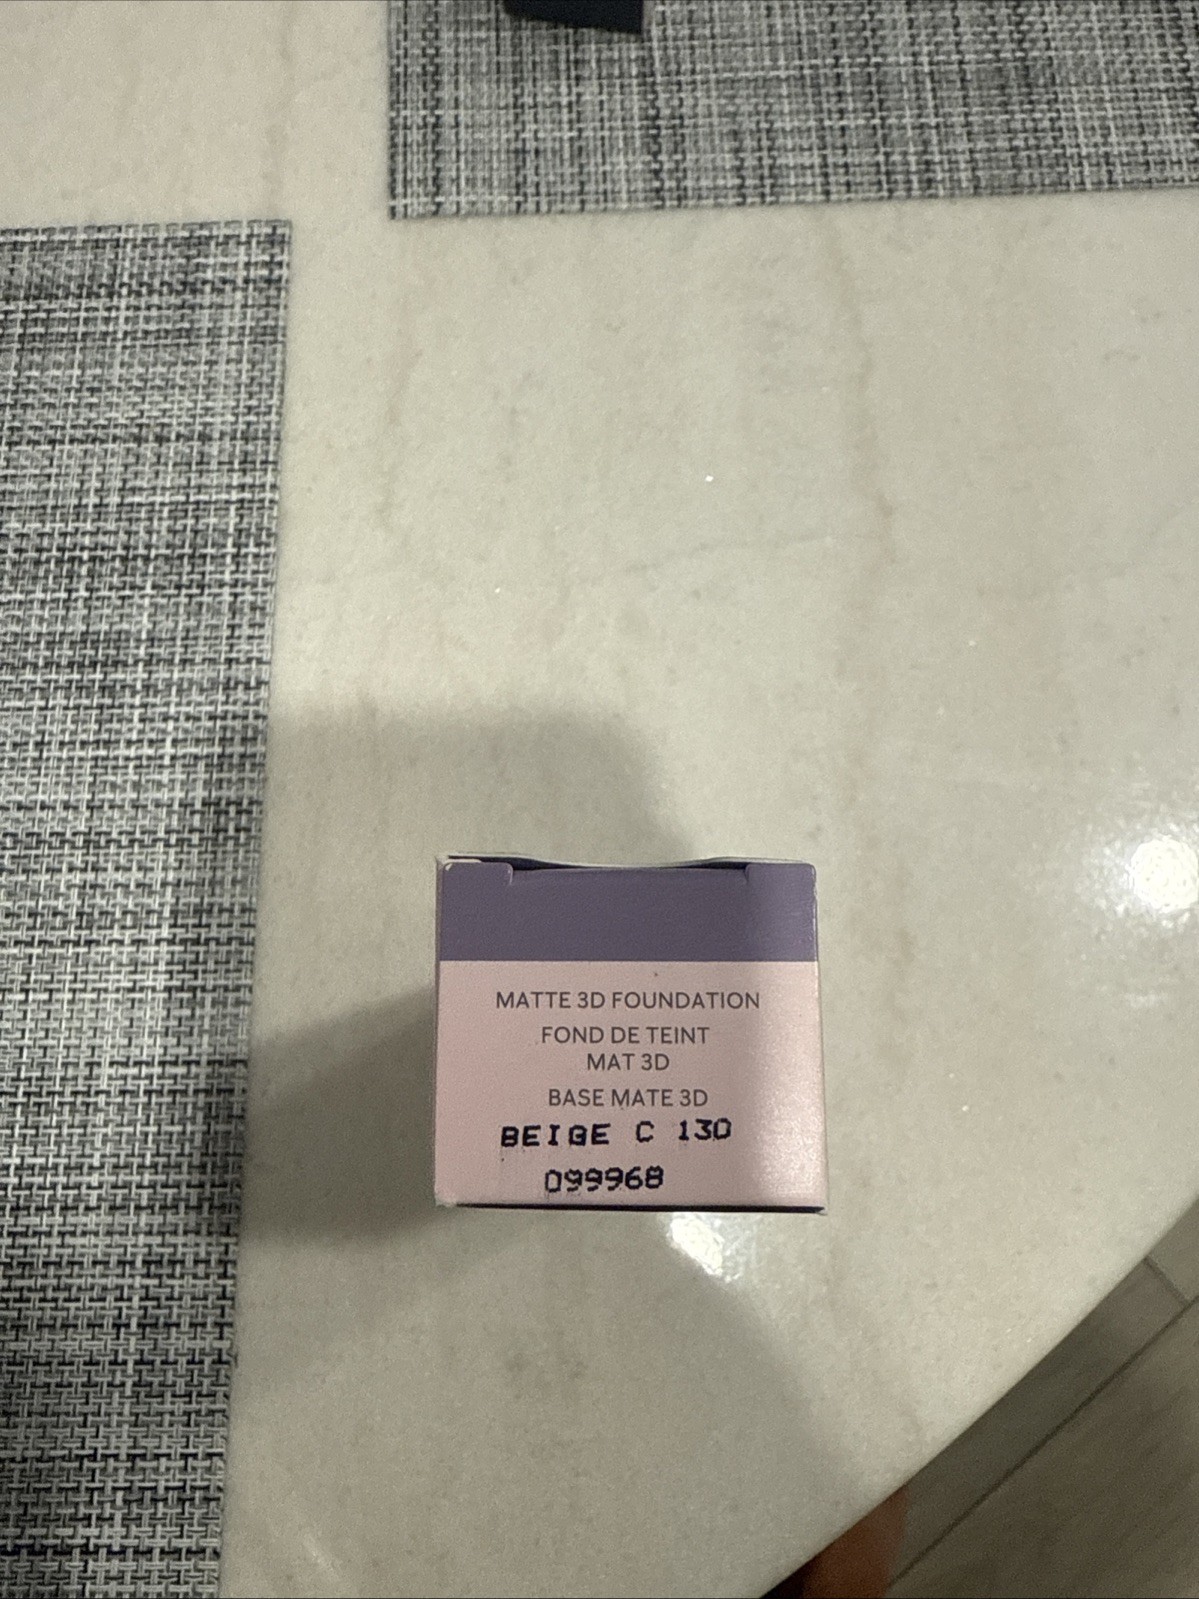 MATTE 3D FOUNDATION
FOND DE TEINT
MAT 3D
BASE MATE 3D
BEIGE C 130
099968